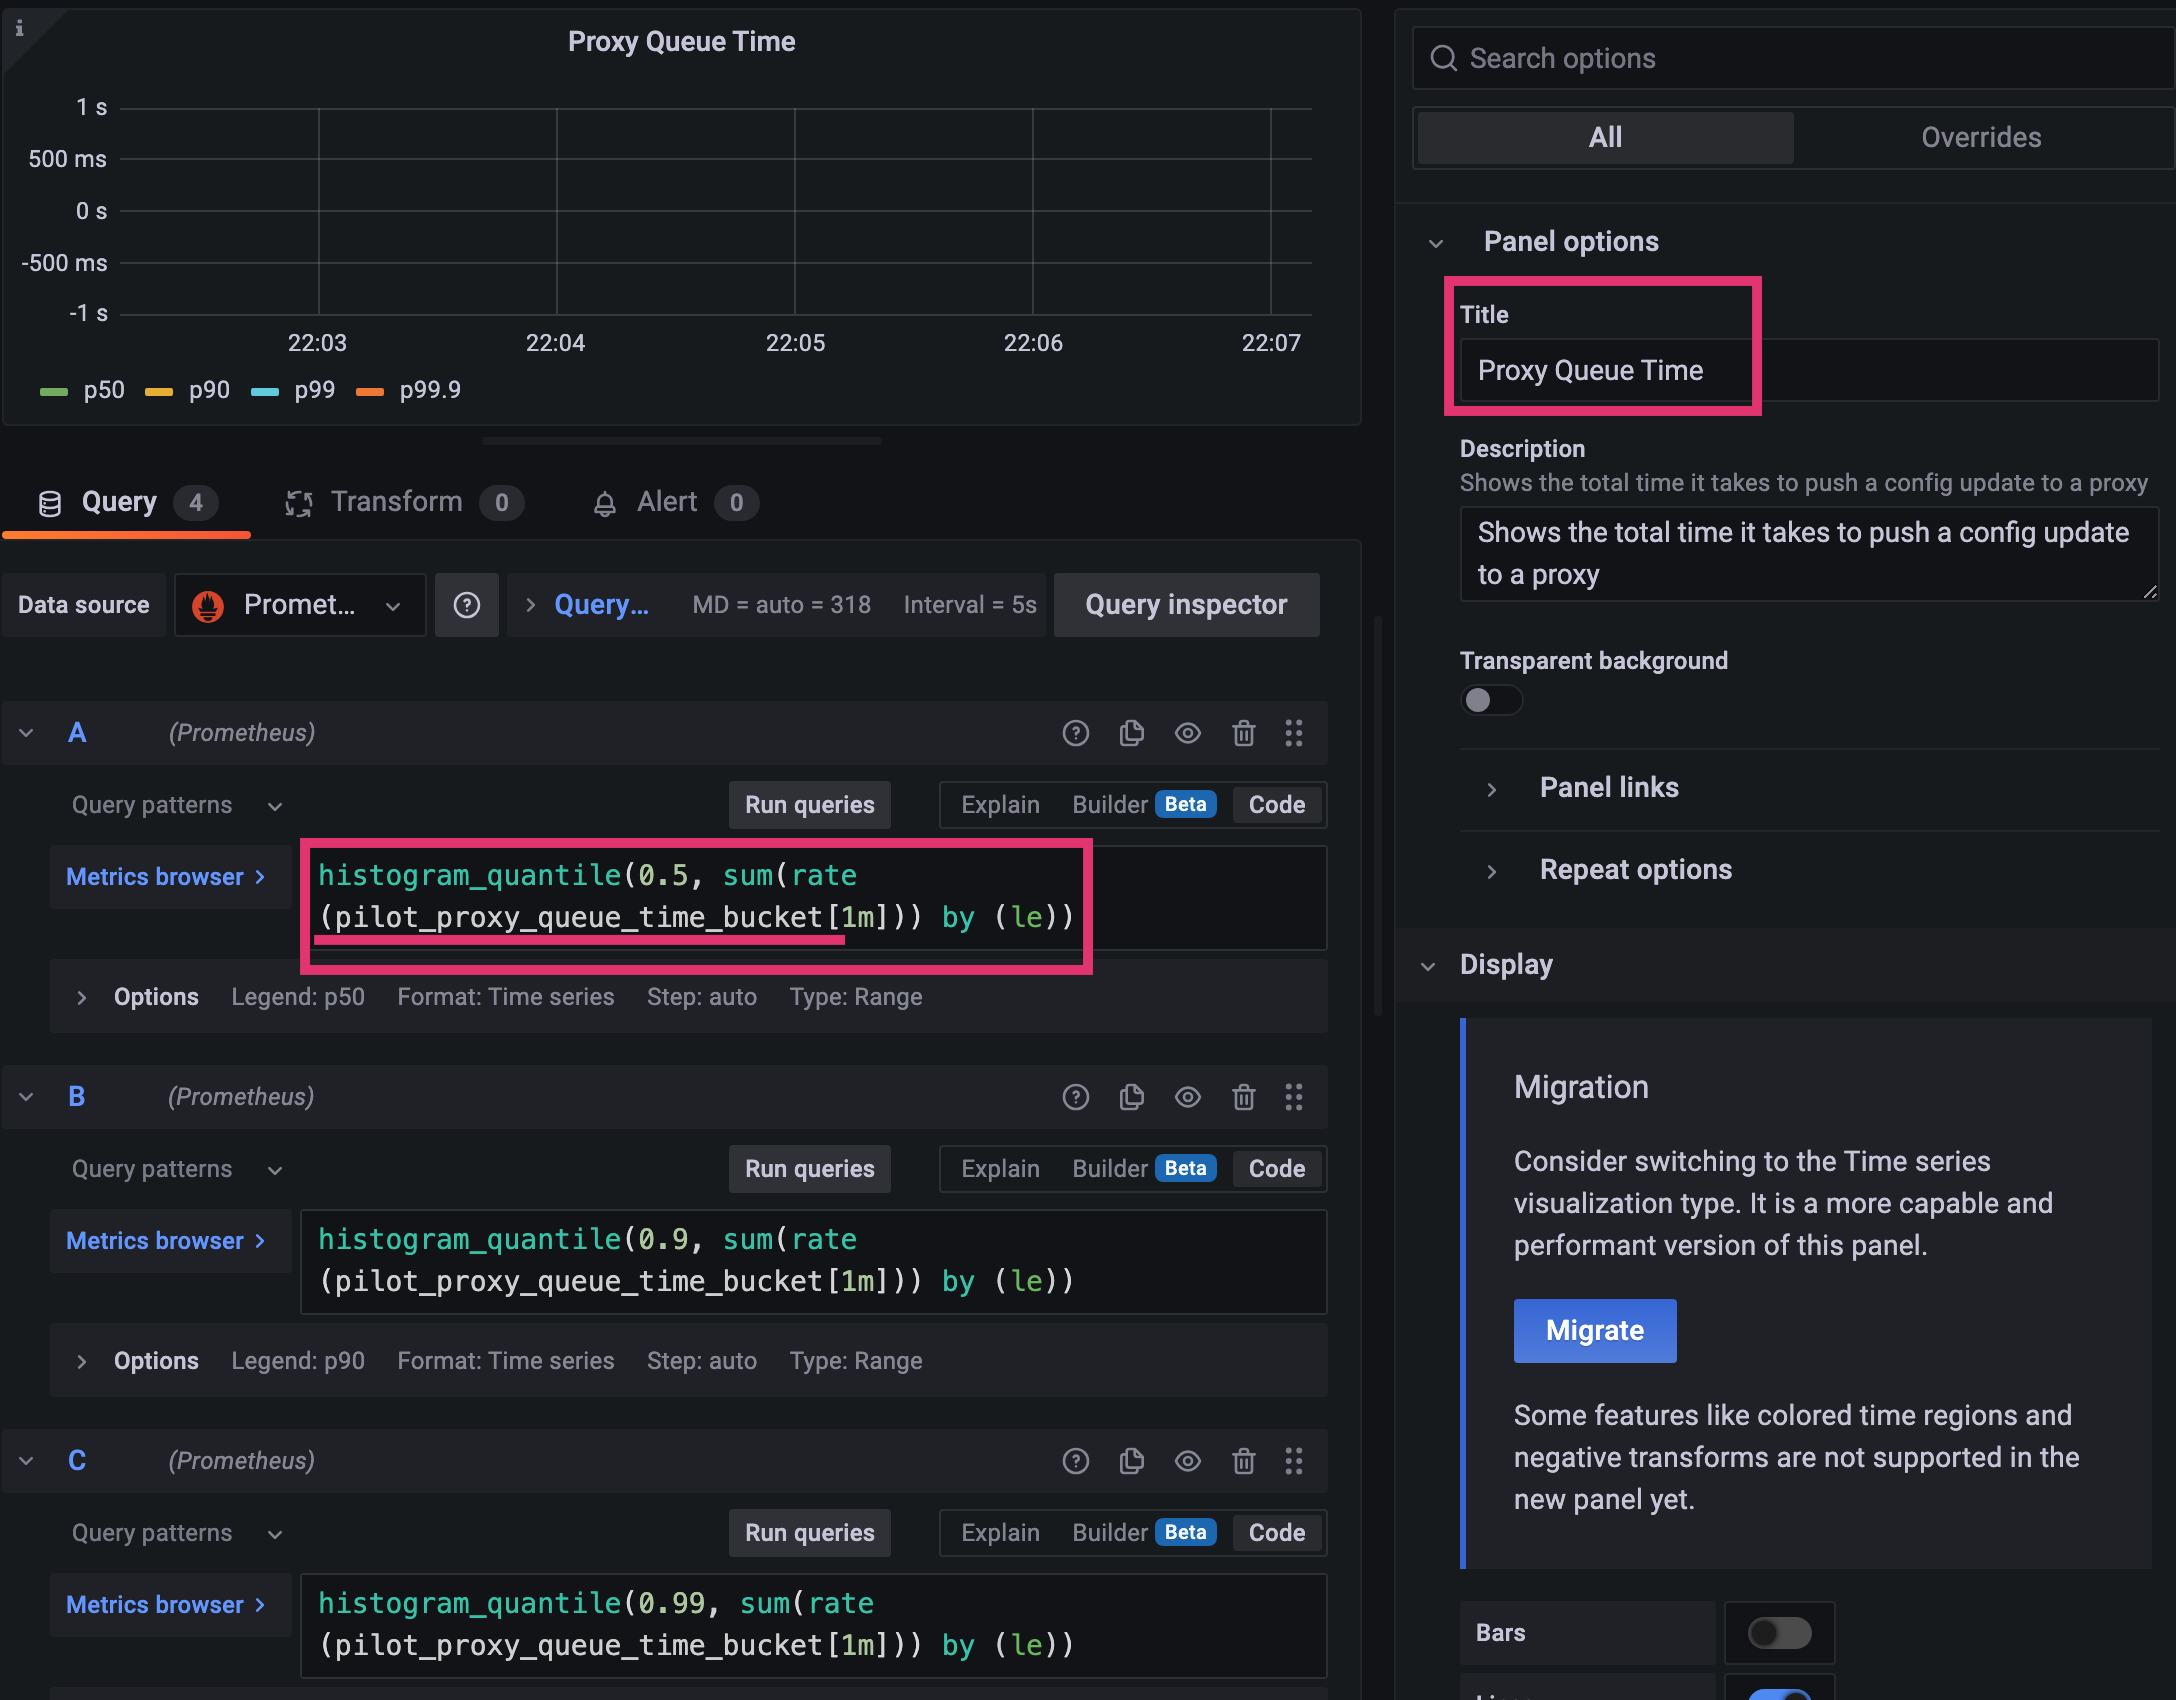 Proxy Queue Time
1 s
500 ms
0 s
-500 ms
-1 s
22:03
22:04
22:05
22:06
22:07
p50
p90
p99
p99.9
Query 4
Transform 0
Alert 0
Data source
Promet...
Query...
MD = auto = 318
Interval = 5s
Query inspector
A
(Prometheus)
Query patterns
Run queries
Explain
Builder Beta
Code
Metrics browser >
histogram_quantile(0.5, sum(rate
(pilot_proxy_queue_time_bucket[1m])) by (le))
Options
Legend: p50
Format: Time series
Step: auto
Type: Range
B
(Prometheus)
Query patterns
Run queries
Explain
Builder Beta
Code
Metrics browser >
histogram_quantile(0.9, sum(rate
(pilot_proxy_queue_time_bucket[1m])) by (le))
Options
Legend: p90
Format: Time series
Step: auto
Type: Range
C
(Prometheus)
Query patterns
Run queries
Explain
Builder Beta
Code
Metrics browser >
histogram_quantile(0.99, sum(rate
(pilot_proxy_queue_time_bucket[1m])) by (le))
Search options
All
Overrides
Panel options
Title
Proxy Queue Time
Description
Shows the total time it takes to push a config update to a proxy
Shows the total time it takes to push a config update
to a proxy
Transparent background
Panel links
Repeat options
Display
Migration
Consider switching to the Time series
visualization type. It is a more capable and
performant version of this panel.
Migrate
Some features like colored time regions and
negative transforms are not supported in the
new panel yet.
Bars